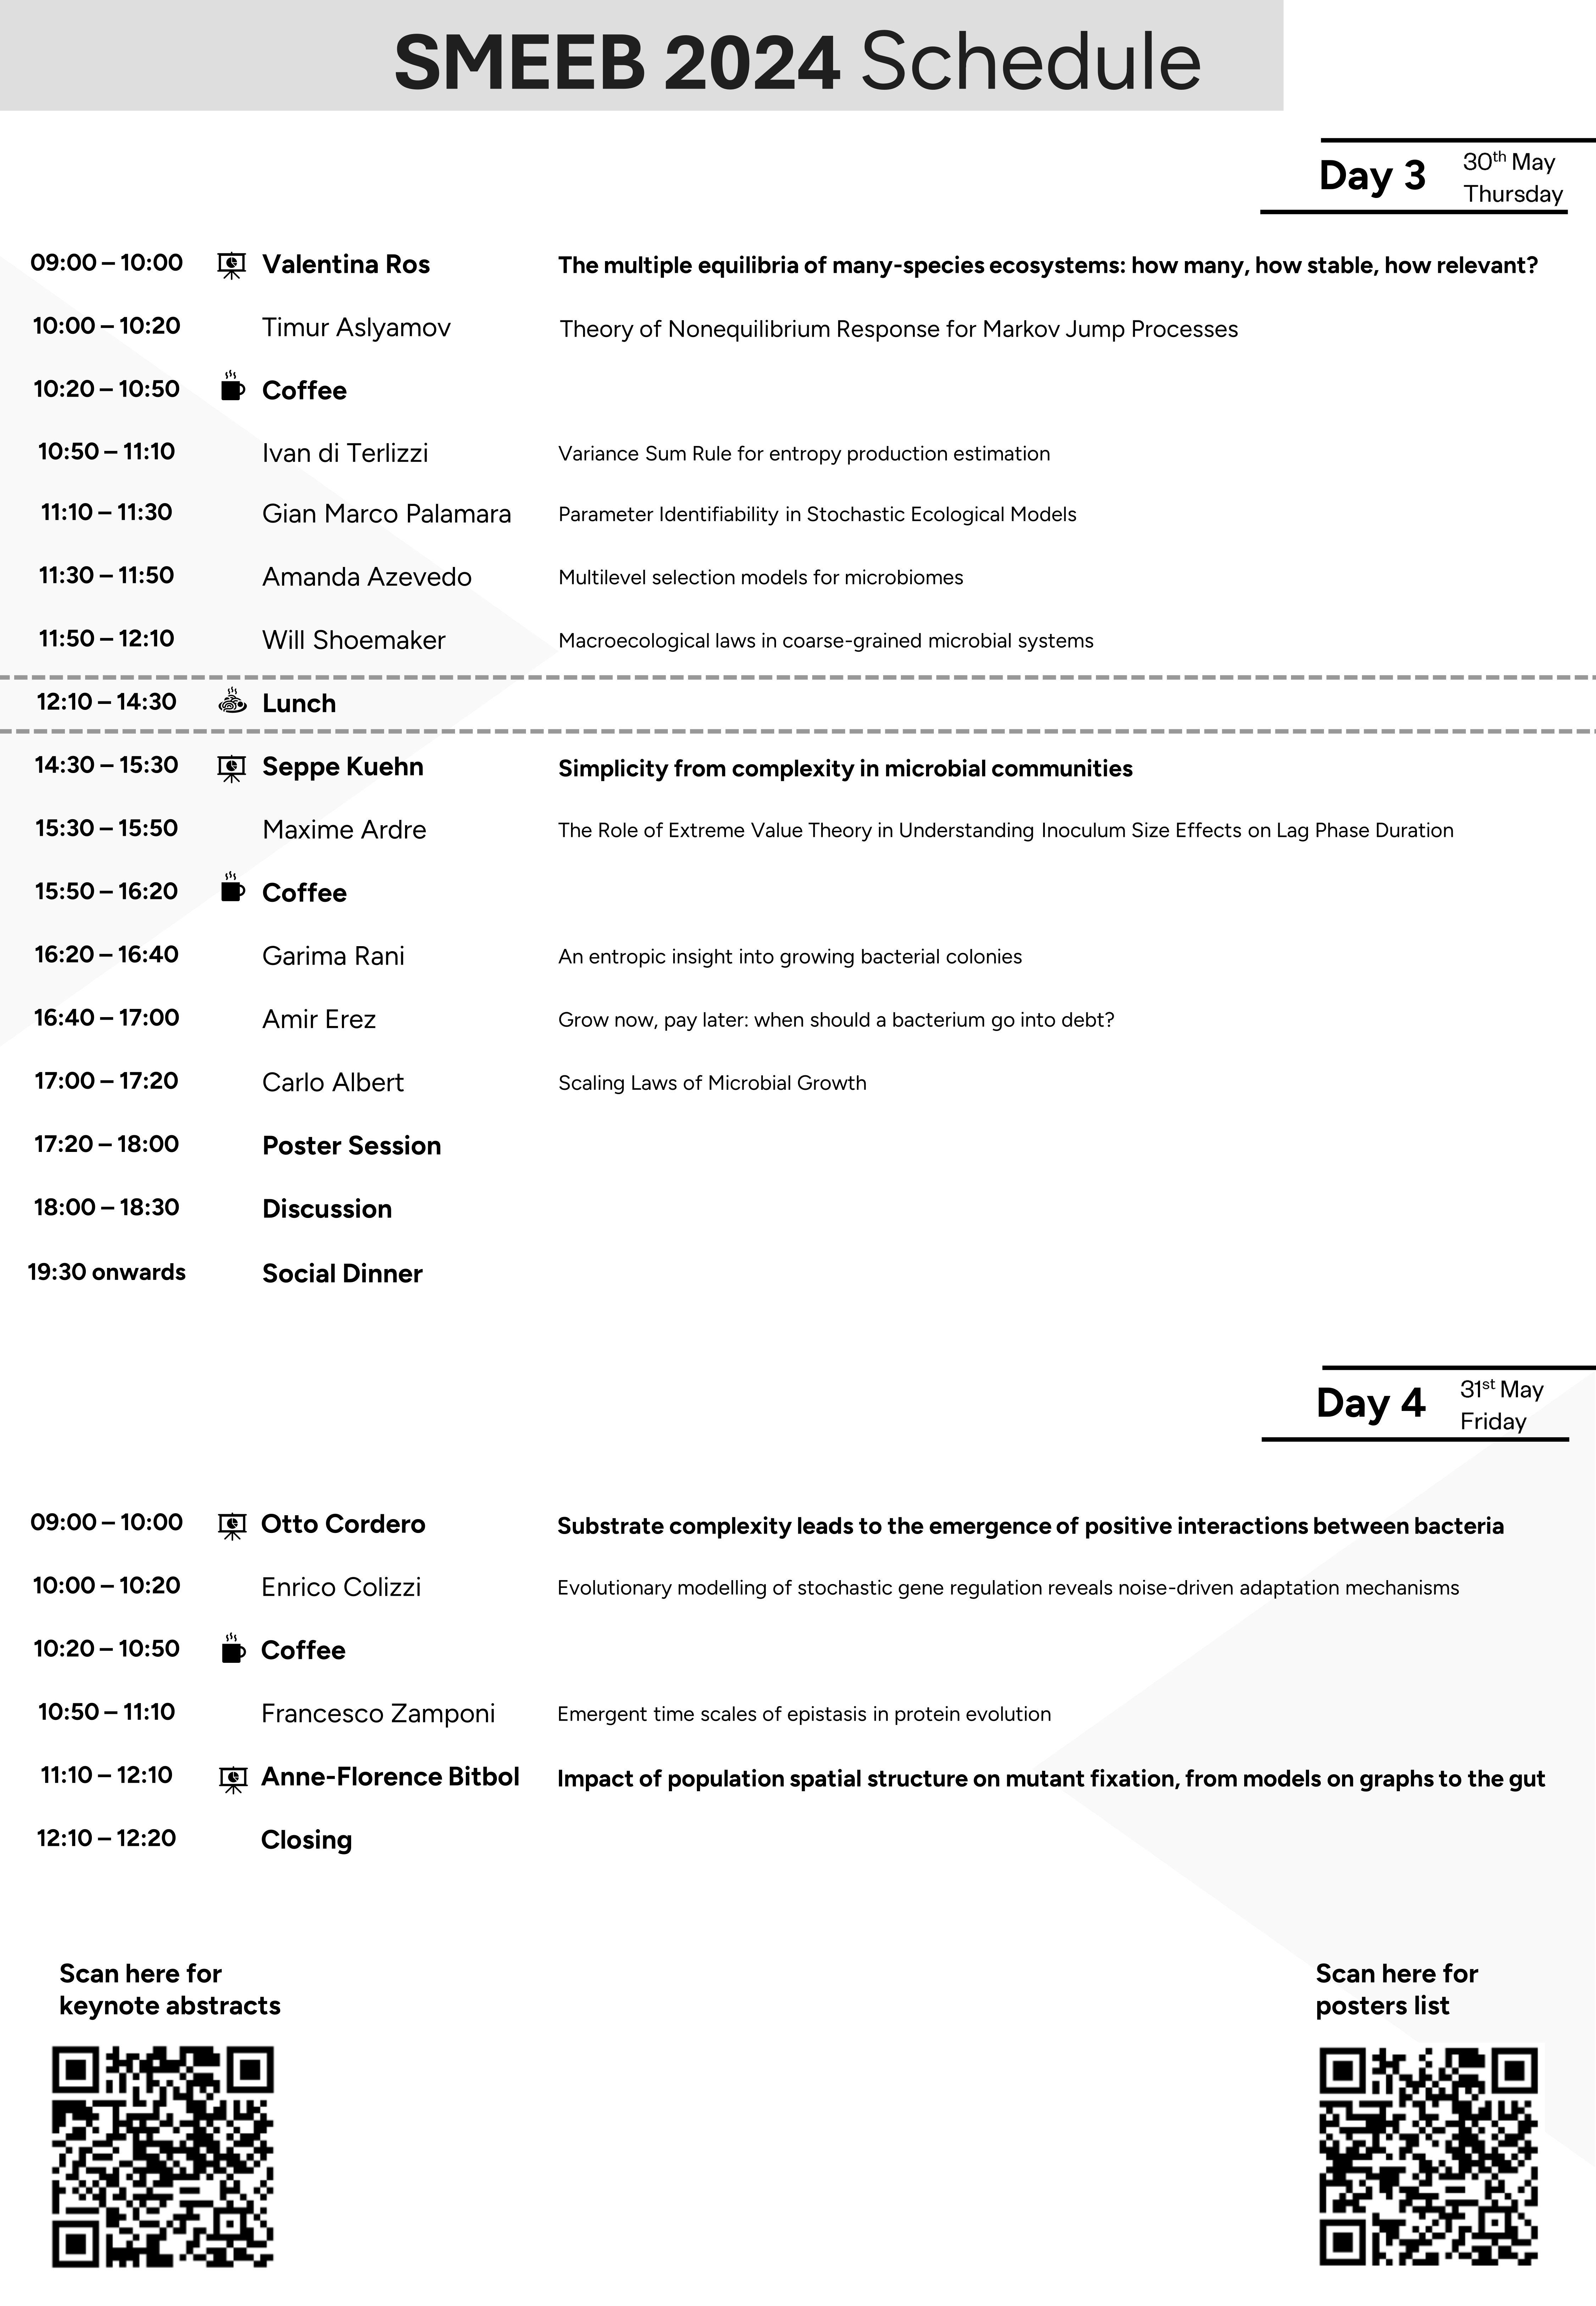 SMEEB 2024 Schedule
Day 3
30th May
Thursday
09:00 – 10:00 Valentina Ros The multiple equilibria of many-species ecosystems: how many, how stable, how relevant?
10:00 – 10:20 Timur Aslyamov Theory of Nonequilibrium Response for Markov Jump Processes
10:20 – 10:50 Coffee
10:50 – 11:10 Ivan di Terlizzi Variance Sum Rule for entropy production estimation
11:10 – 11:30 Gian Marco Palamara Parameter Identifiability in Stochastic Ecological Models
11:30 – 11:50 Amanda Azevedo Multilevel selection models for microbiomes
11:50 – 12:10 Will Shoemaker Macroecological laws in coarse-grained microbial systems
12:10 – 14:30 Lunch
14:30 – 15:30 Seppe Kuehn Simplicity from complexity in microbial communities
15:30 – 15:50 Maxime Ardre The Role of Extreme Value Theory in Understanding Inoculum Size Effects on Lag Phase Duration
15:50 – 16:20 Coffee
16:20 – 16:40 Garima Rani An entropic insight into growing bacterial colonies
16:40 – 17:00 Amir Erez Grow now, pay later: when should a bacterium go into debt?
17:00 – 17:20 Carlo Albert Scaling Laws of Microbial Growth
17:20 – 18:00 Poster Session
18:00 – 18:30 Discussion
19:30 onwards Social Dinner
Day 4
31st May
Friday
09:00 – 10:00 Otto Cordero Substrate complexity leads to the emergence of positive interactions between bacteria
10:00 – 10:20 Enrico Colizzi Evolutionary modelling of stochastic gene regulation reveals noise-driven adaptation mechanisms
10:20 – 10:50 Coffee
10:50 – 11:10 Francesco Zamponi Emergent time scales of epistasis in protein evolution
11:10 – 12:10 Anne-Florence Bitbol Impact of population spatial structure on mutant fixation, from models on graphs to the gut
12:10 – 12:20 Closing
Scan here for
keynote abstracts
Scan here for
posters list